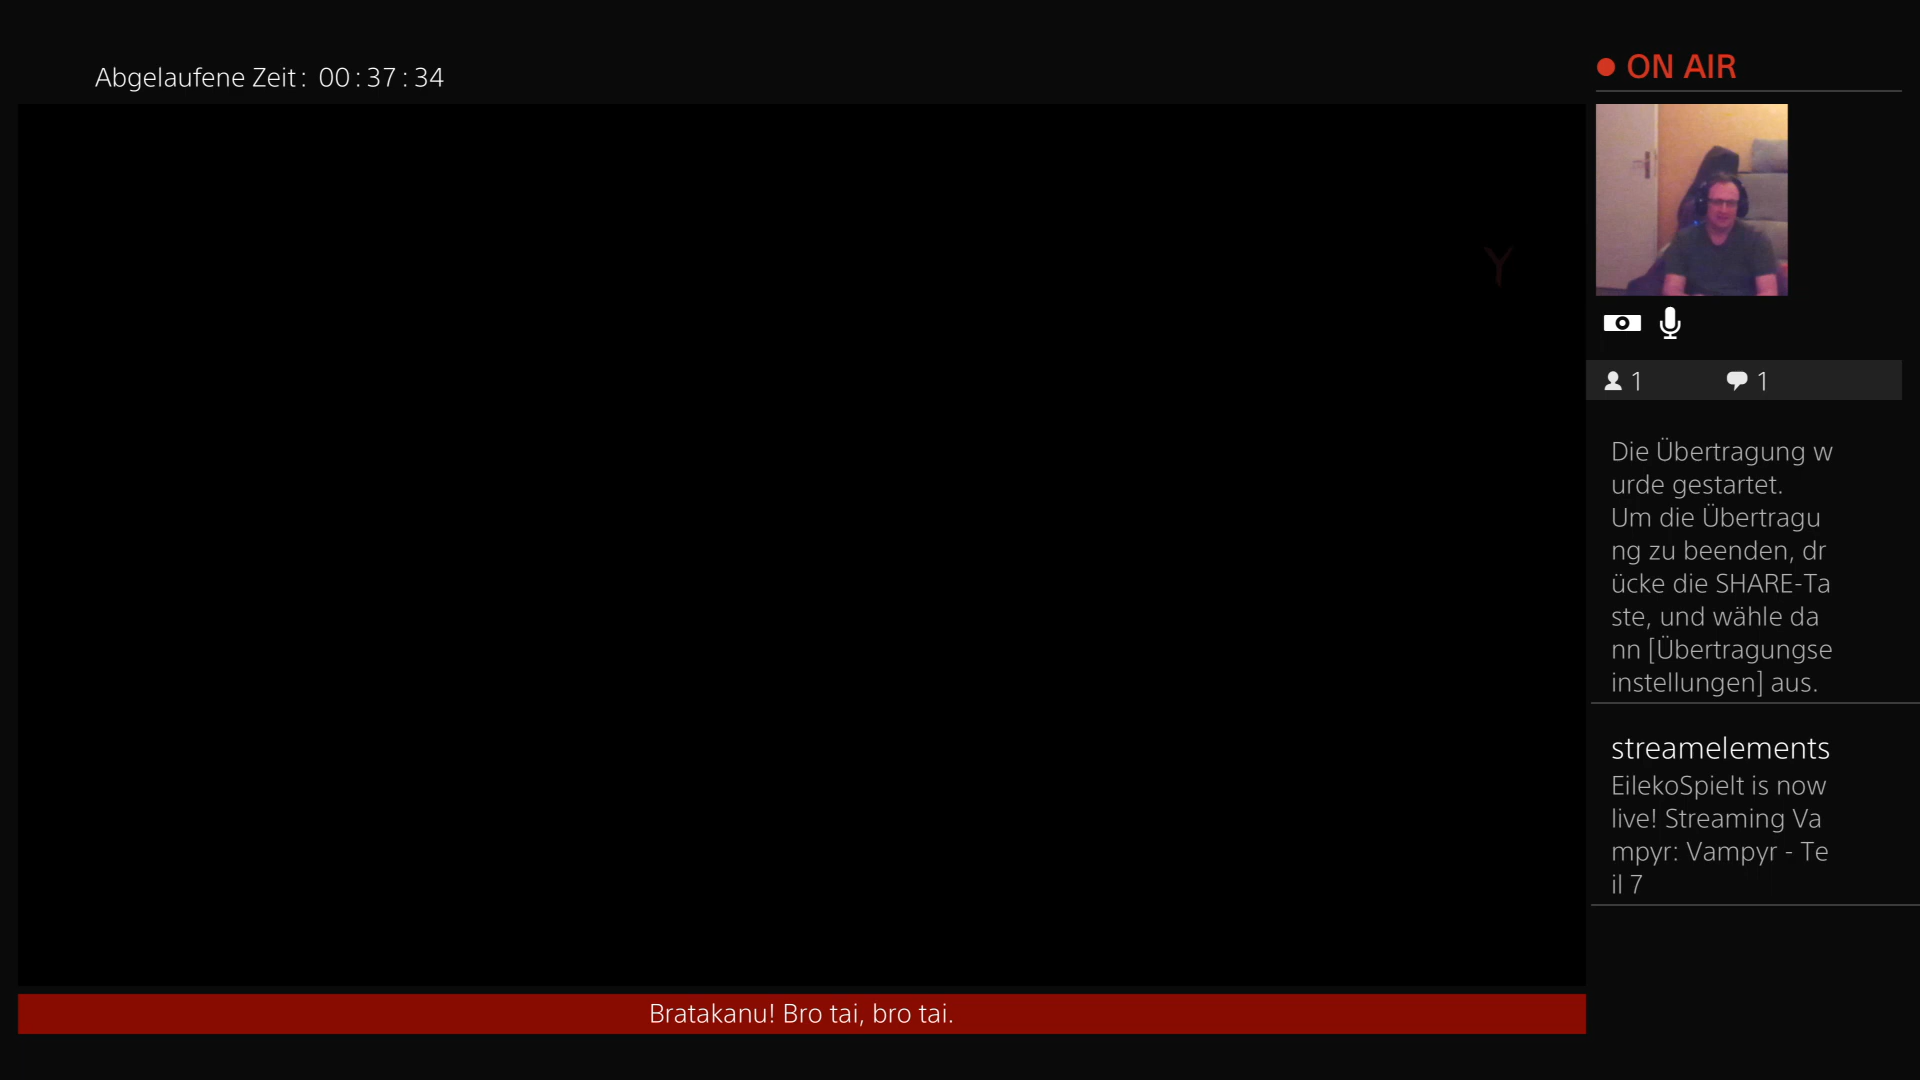 Abgelaufene Zeit: 00:37:34
ON AIR
Y
1
1
Die Übertragung w
urde gestartet.
Um die Übertragu
ng zu beenden, dr
ücke die SHARE-Ta
ste, und wähle da
nn [Übertragungse
instellungen] aus.
streamelements
EilekoSpielt is now
live! Streaming Va
mpyr: Vampyr - Te
il 7
Bratakanu! Bro tai, bro tai.